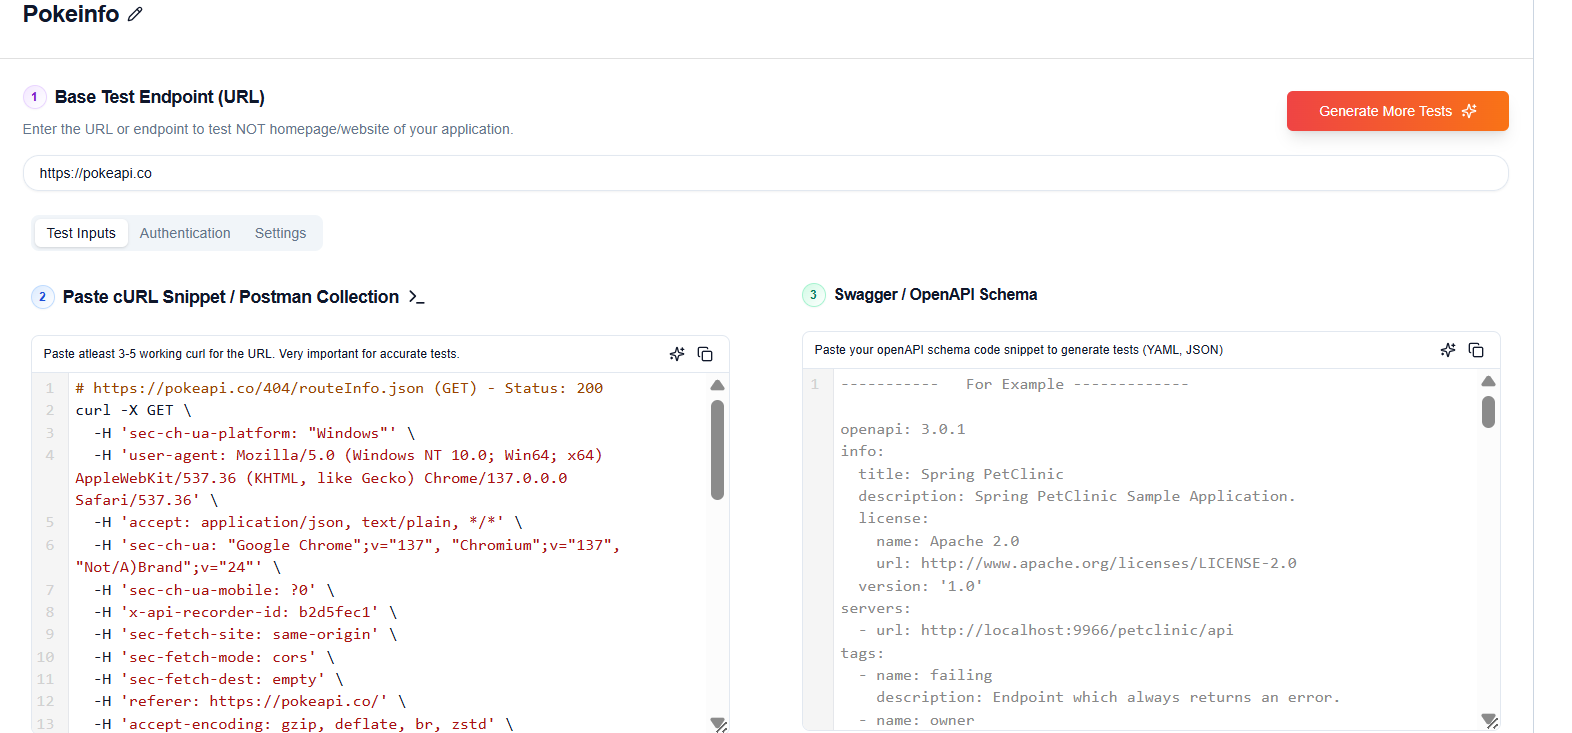 Pokeinfo
1 Base Test Endpoint (URL)
Generate More Tests
Enter the URL or endpoint to test NOT homepage/website of your application.
https://pokeapi.co
Test Inputs Authentication Settings
2 Paste cURL Snippet / Postman Collection >_
Paste atleast 3-5 working curl for the URL. Very important for accurate tests.
1 # https://pokeapi.co/404/routeInfo.json (GET) - Status: 200
2 curl -X GET \
3 -H 'sec-ch-ua-platform: "Windows"' \
4 -H 'user-agent: Mozilla/5.0 (Windows NT 10.0; Win64; x64)
AppleWebKit/537.36 (KHTML, like Gecko) Chrome/137.0.0.0
Safari/537.36' \
5 -H 'accept: application/json, text/plain, */*' \
6 -H 'sec-ch-ua: "Google Chrome";v="137", "Chromium";v="137",
"Not/A)Brand";v="24"' \
7 -H 'sec-ch-ua-mobile: ?0' \
8 -H 'x-api-recorder-id: b2d5fec1' \
9 -H 'sec-fetch-site: same-origin' \
10 -H 'sec-fetch-mode: cors' \
11 -H 'sec-fetch-dest: empty' \
12 -H 'referer: https://pokeapi.co/' \
13 -H 'accept-encoding: gzip, deflate, br, zstd' \
3 Swagger / OpenAPI Schema
Paste your openAPI schema code snippet to generate tests (YAML, JSON)
1 ----------- For Example -------------
openapi: 3.0.1
info:
title: Spring PetClinic
description: Spring PetClinic Sample Application.
license:
name: Apache 2.0
url: http://www.apache.org/licenses/LICENSE-2.0
version: '1.0'
servers:
- url: http://localhost:9966/petclinic/api
tags:
- name: failing
description: Endpoint which always returns an error.
- name: owner